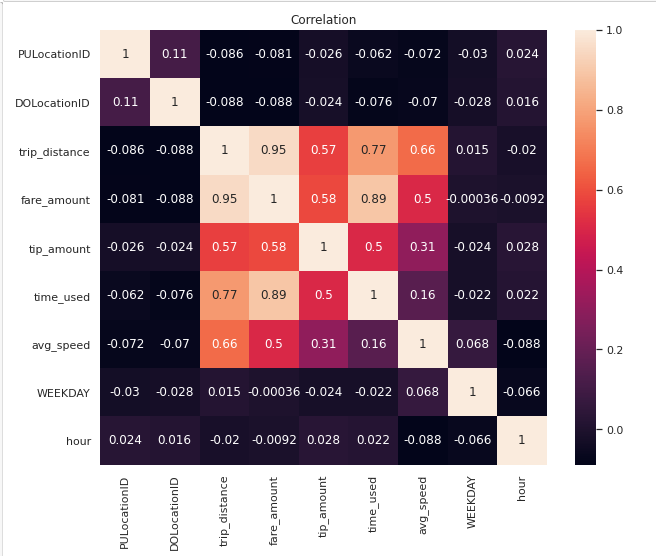 Correlation
PULocationID 1 0.11 -0.086 -0.081 -0.026 -0.062 -0.072 -0.03 0.024
DOLocationID 0.11 1 -0.088 -0.088 -0.024 -0.076 -0.07 -0.028 0.016
trip_distance -0.086 -0.088 1 0.95 0.57 0.77 0.66 0.015 -0.02
fare_amount -0.081 -0.088 0.95 1 0.58 0.89 0.5 -0.00036 -0.0092
tip_amount -0.026 -0.024 0.57 0.58 1 0.5 0.31 -0.024 0.028
time_used -0.062 -0.076 0.77 0.89 0.5 1 0.16 -0.022 0.022
avg_speed -0.072 -0.07 0.66 0.5 0.31 0.16 1 0.068 -0.088
WEEKDAY -0.03 -0.028 0.015 -0.00036 -0.024 -0.022 0.068 1 -0.066
hour 0.024 0.016 -0.02 -0.0092 0.028 0.022 -0.088 -0.066 1
PULocationID DOLocationID trip_distance fare_amount tip_amount time_used avg_speed WEEKDAY hour
1.0
0.8
0.6
0.4
0.2
0.0